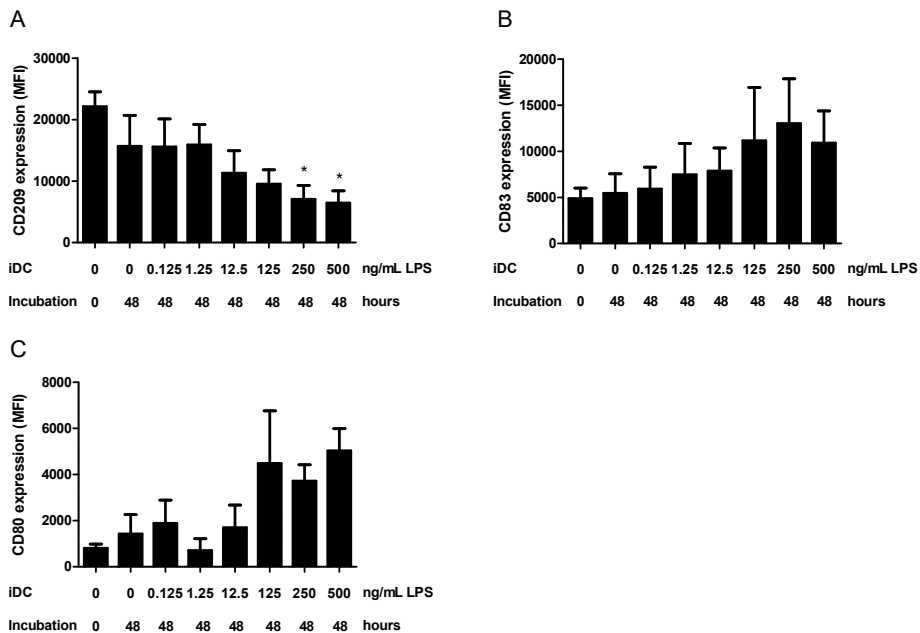 A
CD209 expression (MFI)
30000
20000
10000
0
* *
iDC 0 0 0.125 1.25 12.5 125 250 500 ng/mL LPS
Incubation 0 48 48 48 48 48 48 48 hours
B
CD83 expression (MFI)
20000
15000
10000
5000
0
iDC 0 0 0.125 1.25 12.5 125 250 500 ng/mL LPS
Incubation 0 48 48 48 48 48 48 48 hours
C
CD80 expression (MFI)
8000
6000
4000
2000
0
iDC 0 0 0.125 1.25 12.5 125 250 500 ng/mL LPS
Incubation 0 48 48 48 48 48 48 48 hours